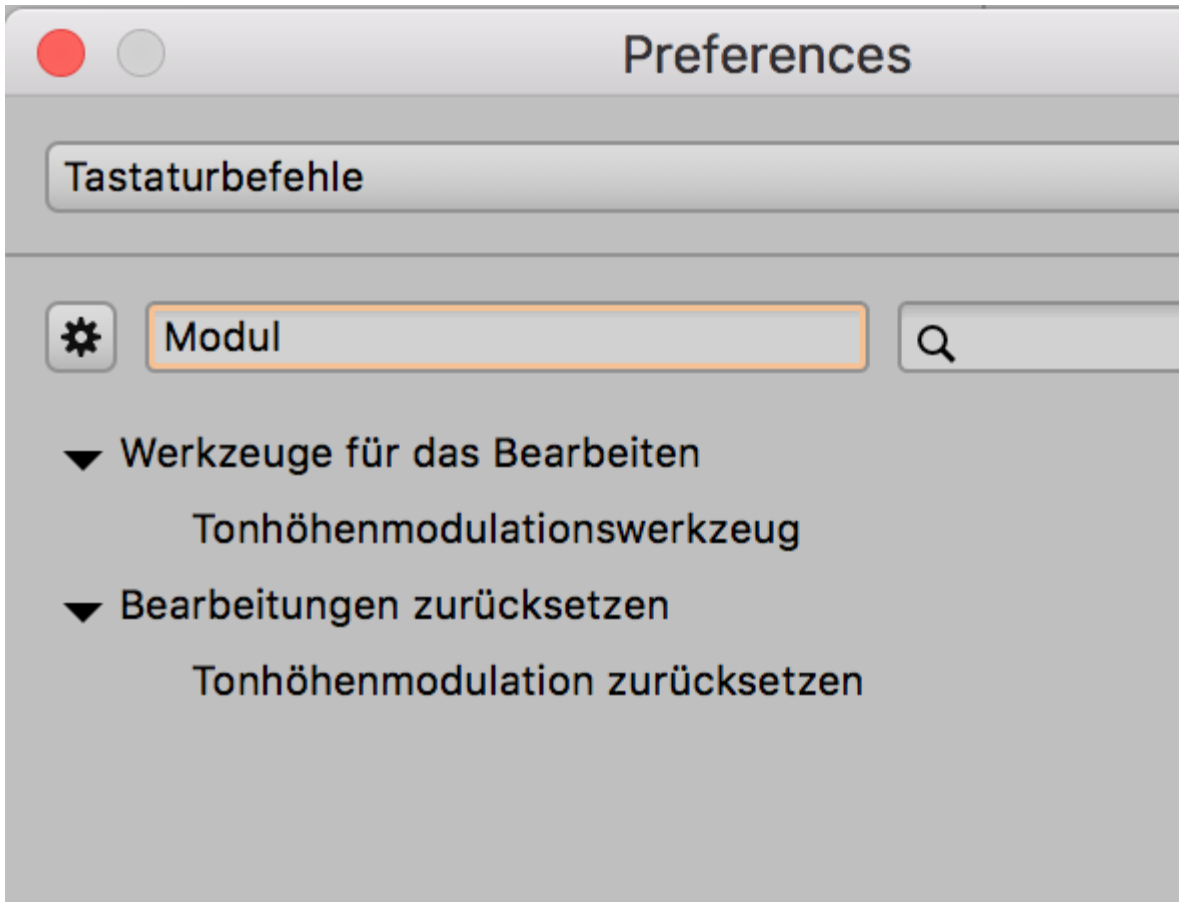 Preferences
Tastaturbefehle
Modul
Werkzeuge für das Bearbeiten
Tonhöhenmodulationswerkzeug
Bearbeitungen zurücksetzen
Tonhöhenmodulation zurücksetzen